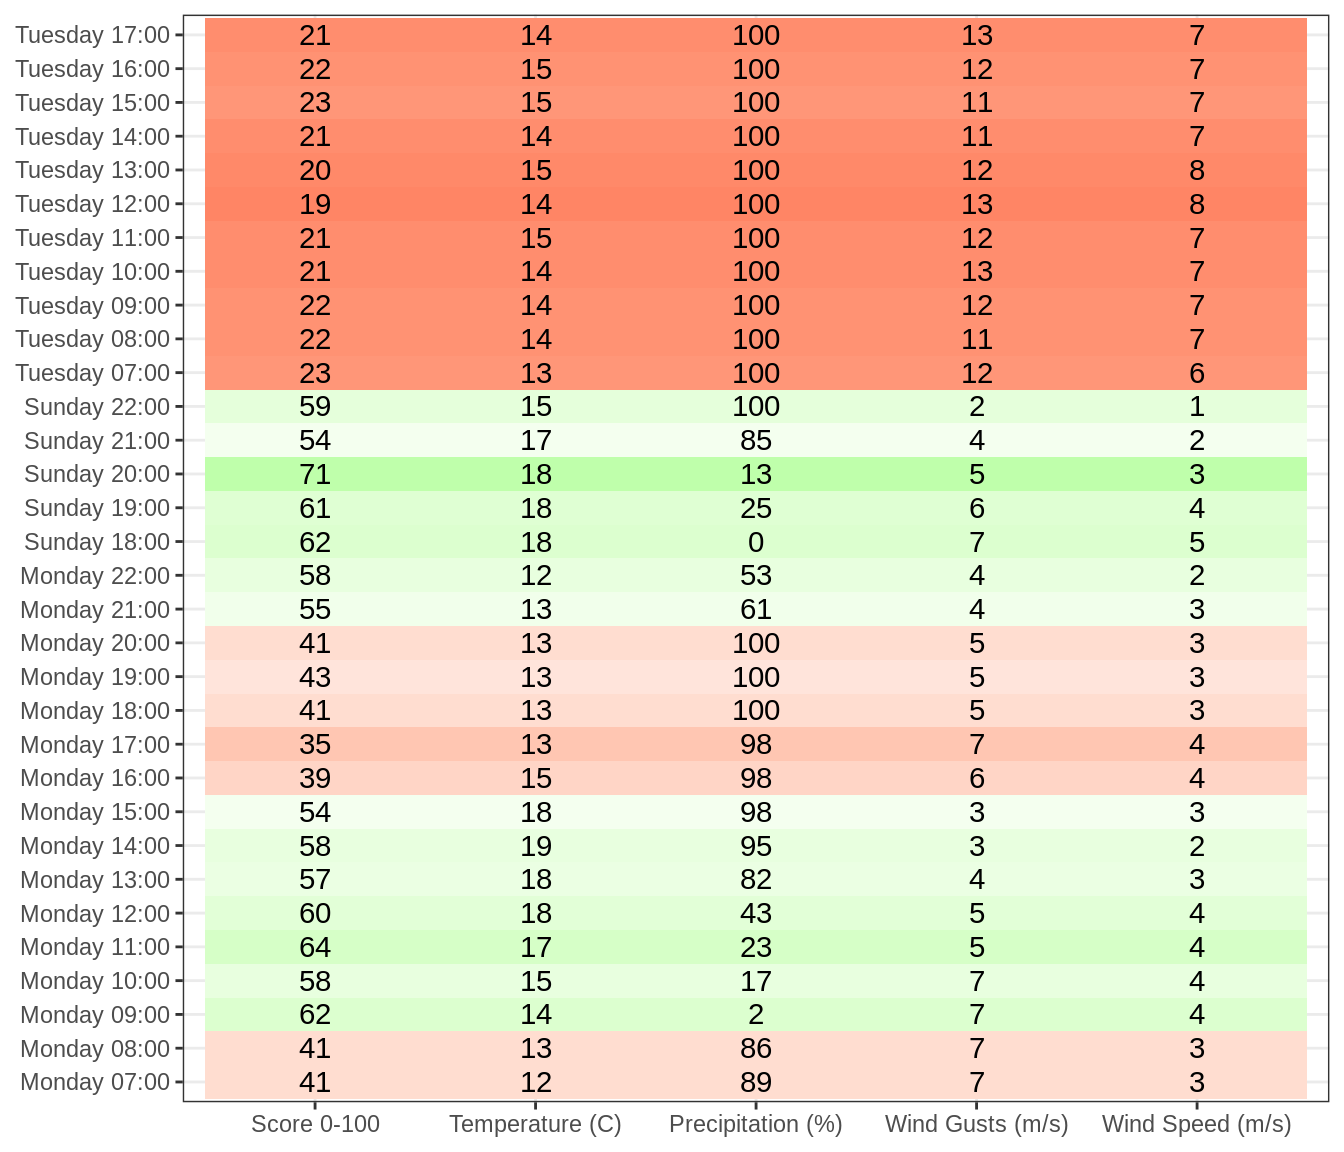 Tuesday 17:00 21 14 100 13 7
Tuesday 16:00 22 15 100 12 7
Tuesday 15:00 23 15 100 11 7
Tuesday 14:00 21 14 100 11 7
Tuesday 13:00 20 15 100 12 8
Tuesday 12:00 19 14 100 13 8
Tuesday 11:00 21 15 100 12 7
Tuesday 10:00 21 14 100 13 7
Tuesday 09:00 22 14 100 12 7
Tuesday 08:00 22 14 100 11 7
Tuesday 07:00 23 13 100 12 6
Sunday 22:00 59 15 100 2 1
Sunday 21:00 54 17 85 4 2
Sunday 20:00 71 18 13 5 3
Sunday 19:00 61 18 25 6 4
Sunday 18:00 62 18 0 7 5
Monday 22:00 58 12 53 4 2
Monday 21:00 55 13 61 4 3
Monday 20:00 41 13 100 5 3
Monday 19:00 43 13 100 5 3
Monday 18:00 41 13 100 5 3
Monday 17:00 35 13 98 7 4
Monday 16:00 39 15 98 6 4
Monday 15:00 54 18 98 3 3
Monday 14:00 58 19 95 3 2
Monday 13:00 57 18 82 4 3
Monday 12:00 60 18 43 5 4
Monday 11:00 64 17 23 5 4
Monday 10:00 58 15 17 7 4
Monday 09:00 62 14 2 7 4
Monday 08:00 41 13 86 7 3
Monday 07:00 41 12 89 7 3
Score 0-100 Temperature (C) Precipitation (%) Wind Gusts (m/s) Wind Speed (m/s)